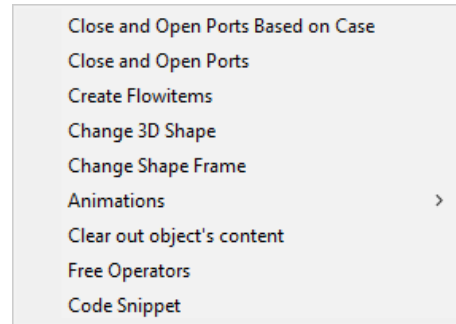 Close and Open Ports Based on Case
Close and Open Ports
Create Flowitems
Change 3D Shape
Change Shape Frame
Animations
Clear out object's content
Free Operators
Code Snippet